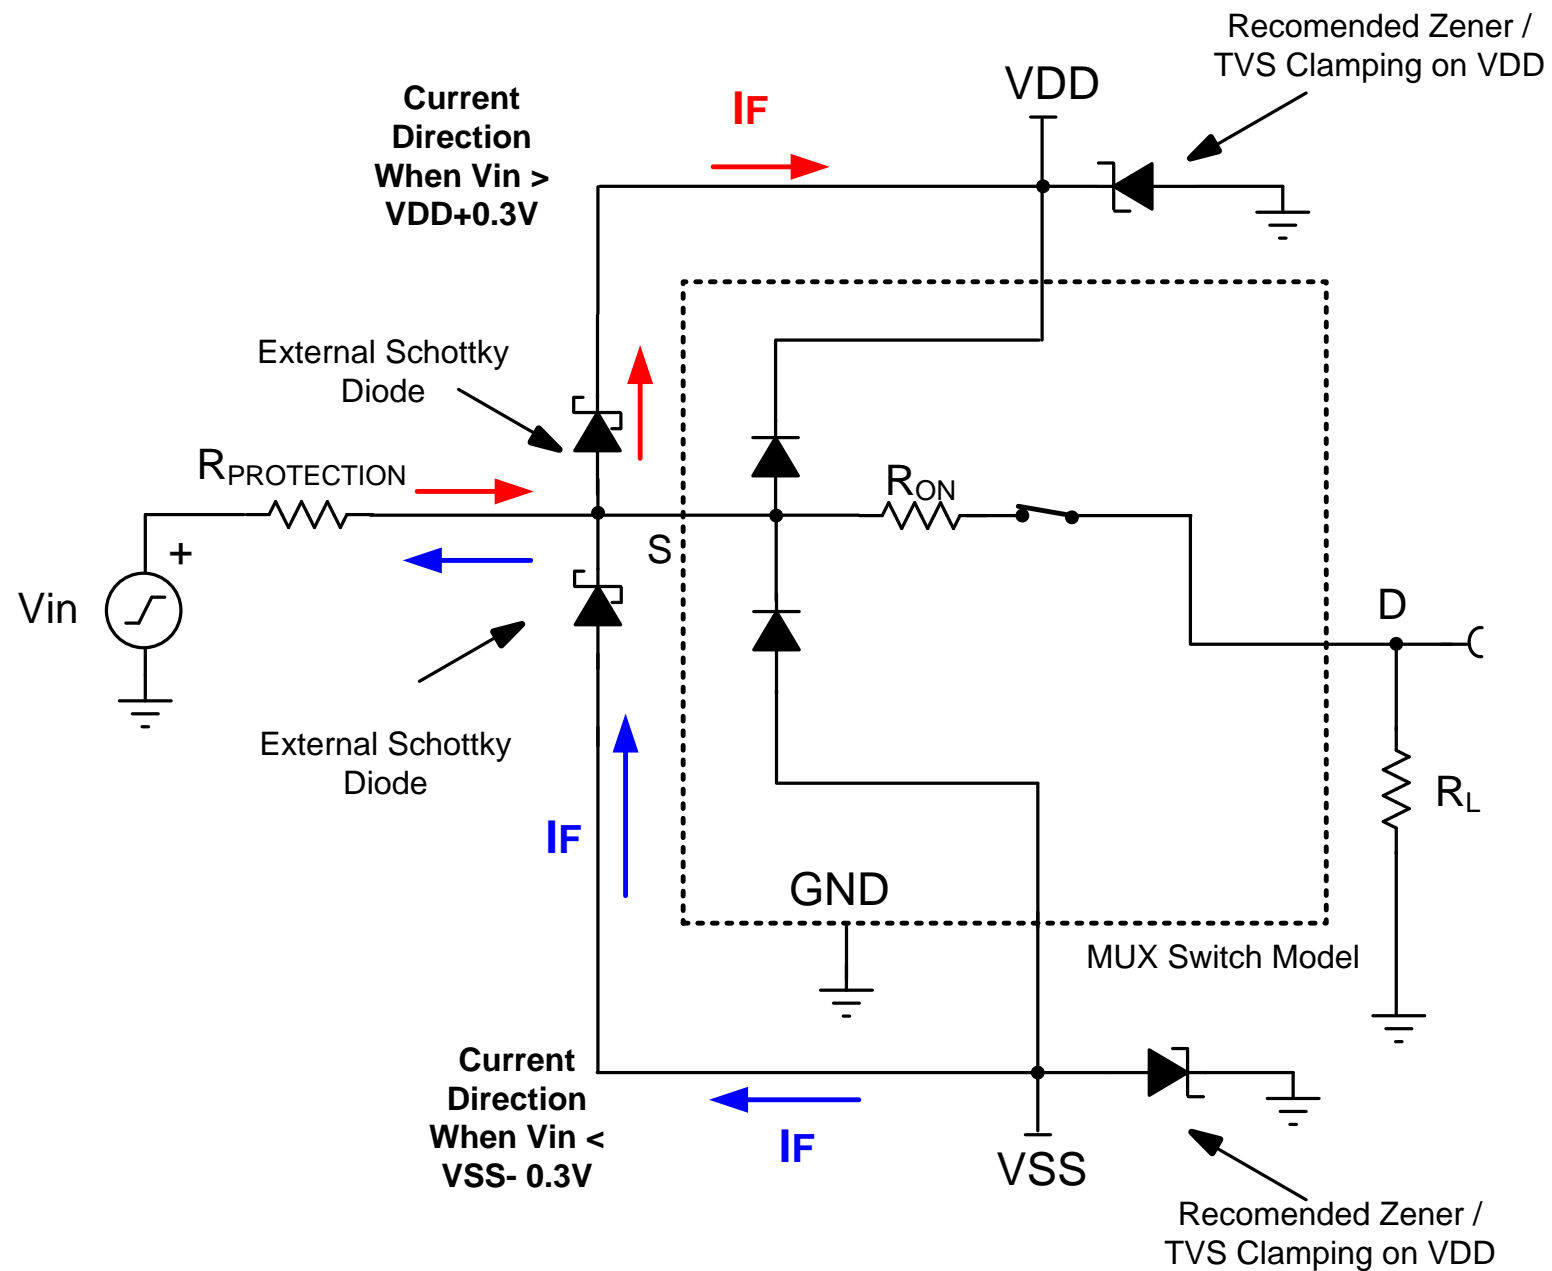 Recomended Zener /
TVS Clamping on VDD
VDD
Current
Direction
When Vin >
VDD+0.3V
IF
External Schottky
Diode
RPROTECTION
RON
S
+
Vin
D
External Schottky
Diode
RL
IF
GND
MUX Switch Model
Current
Direction
When Vin <
VSS- 0.3V
IF
VSS
Recomended Zener /
TVS Clamping on VDD